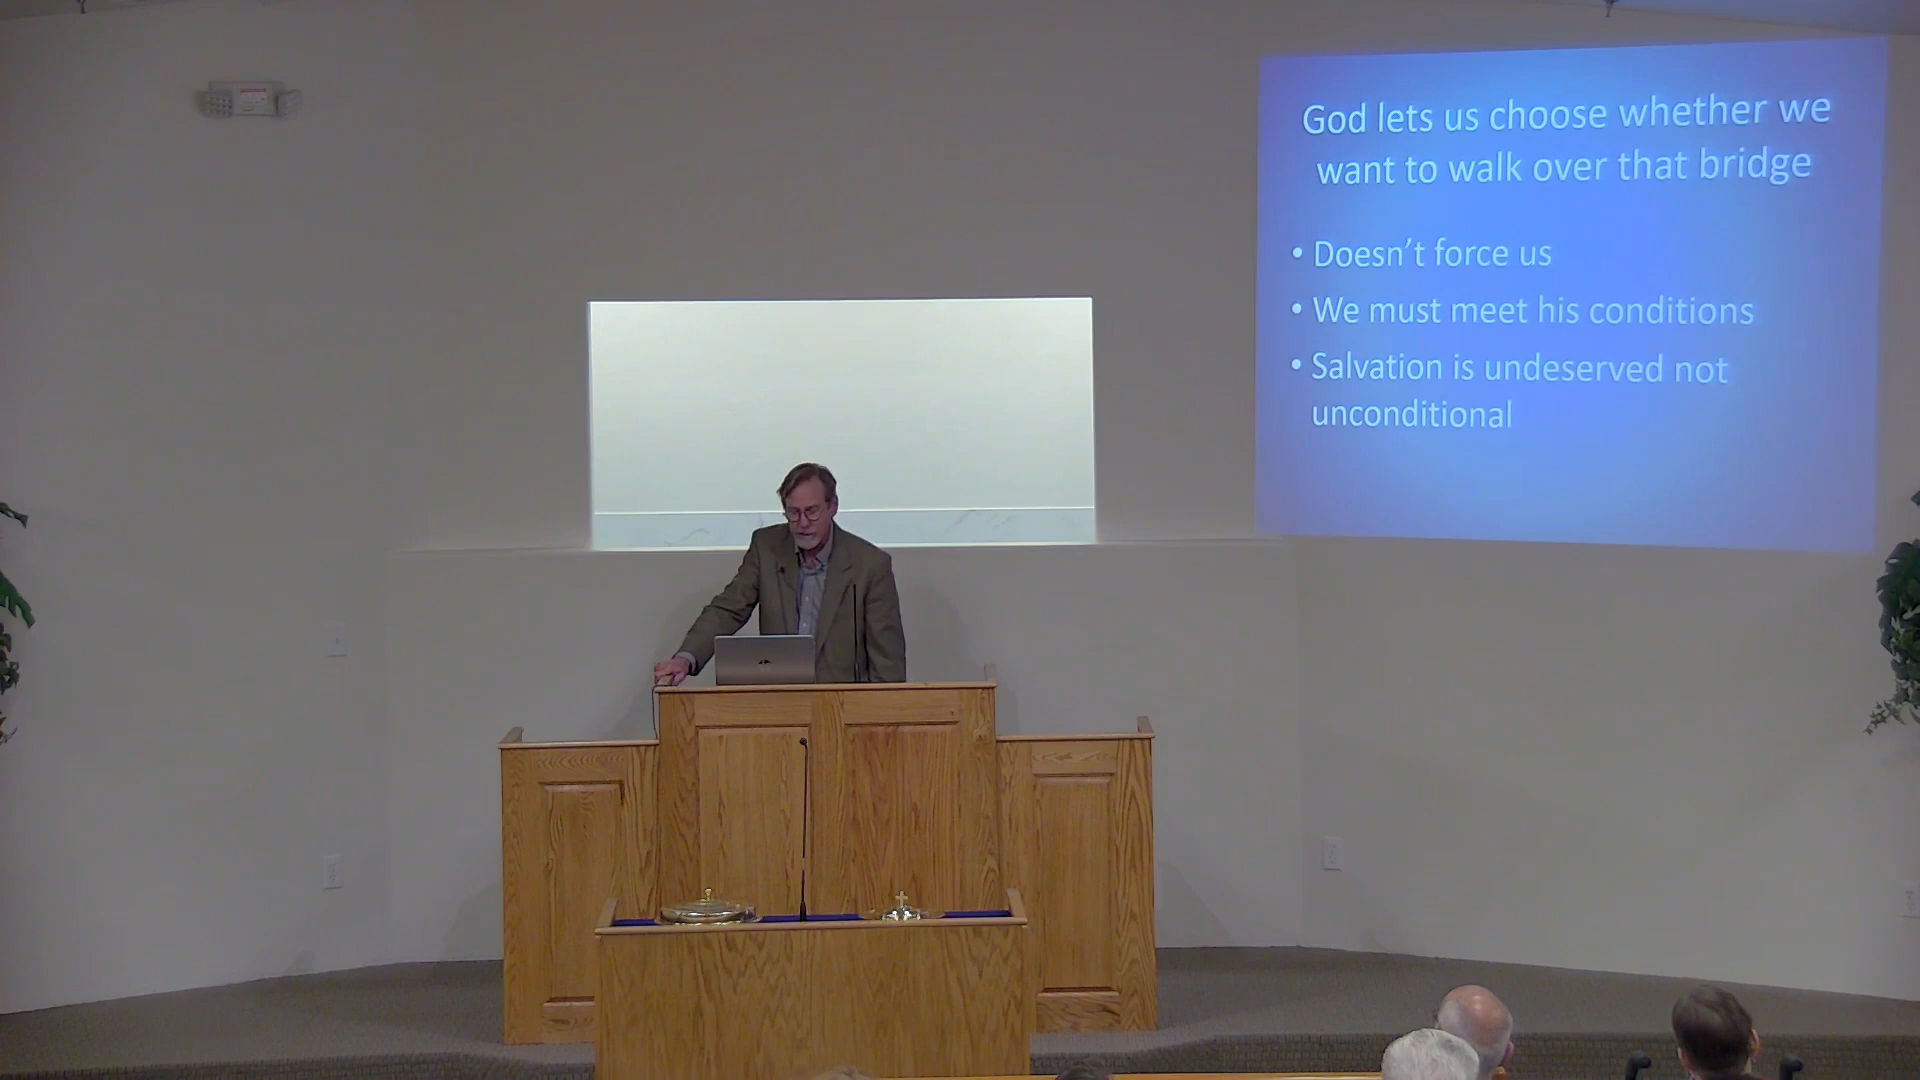 God lets us choose whether we
want to walk over that bridge
• Doesn't force us
• We must meet his conditions
• Salvation is undeserved not
unconditional